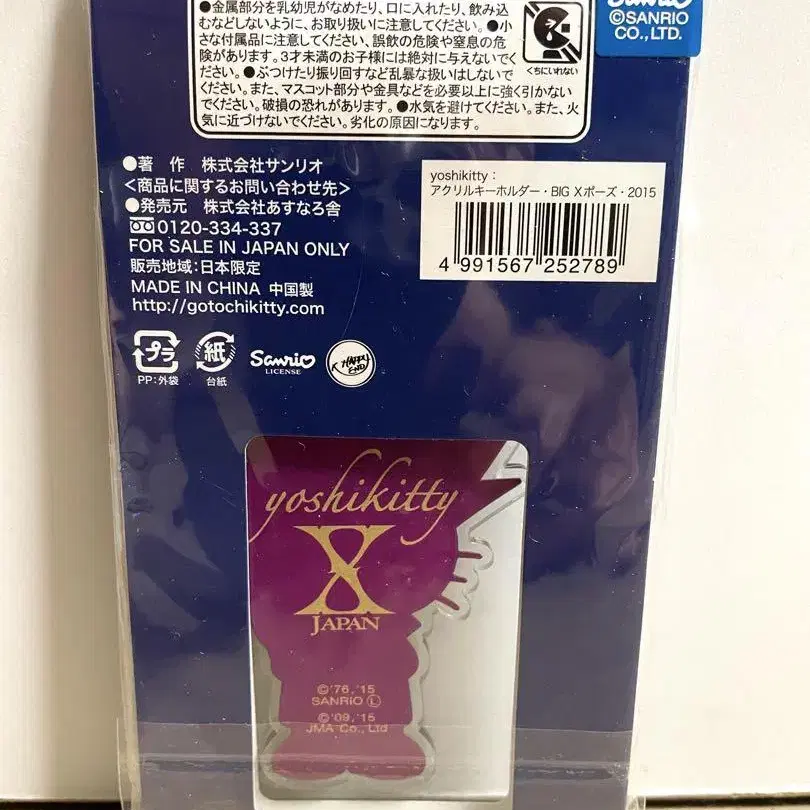 ●金属部分を乳幼児がなめたり、口に入れたり、飲み込
むなどしないように、お取り扱いに注意してください。●小
さな付属品に注意してください、誤飲の危険や窒息の危
険があります。3才未満のお子様には絶対に与えないでく
ださい。●ぶつけたり振り回すなど乱暴な扱いはしないで
ください。また、マスコット部分や金具などを必要以上に強く引かない
でください。破損の恐れがあります。●水気を避けてください。また、火
気に近づけないでください。劣化の原因になります。
くちにいれない
Sanrio
©SANRIO
CO.,LTD.
●著 作 株式会社サンリオ
<商品に関するお問い合わせ先>
●発売元 株式会社あすなろ舎
0120-334-337
FOR SALE IN JAPAN ONLY
販売地域:日本限定
MADE IN CHINA 中国製
http://gotochikitty.com
yoshikitty:
アクリルキーホルダー・BIG Xポーズ・2015
4 991567 252789
プラ
PP:外袋
紙
台紙
Sanrio
LICENSE
K HAPPY
END
yoshikitty
X
JAPAN
©'76,'15
SANRIO Ⓛ
©'09,'15
JMA Co., Ltd